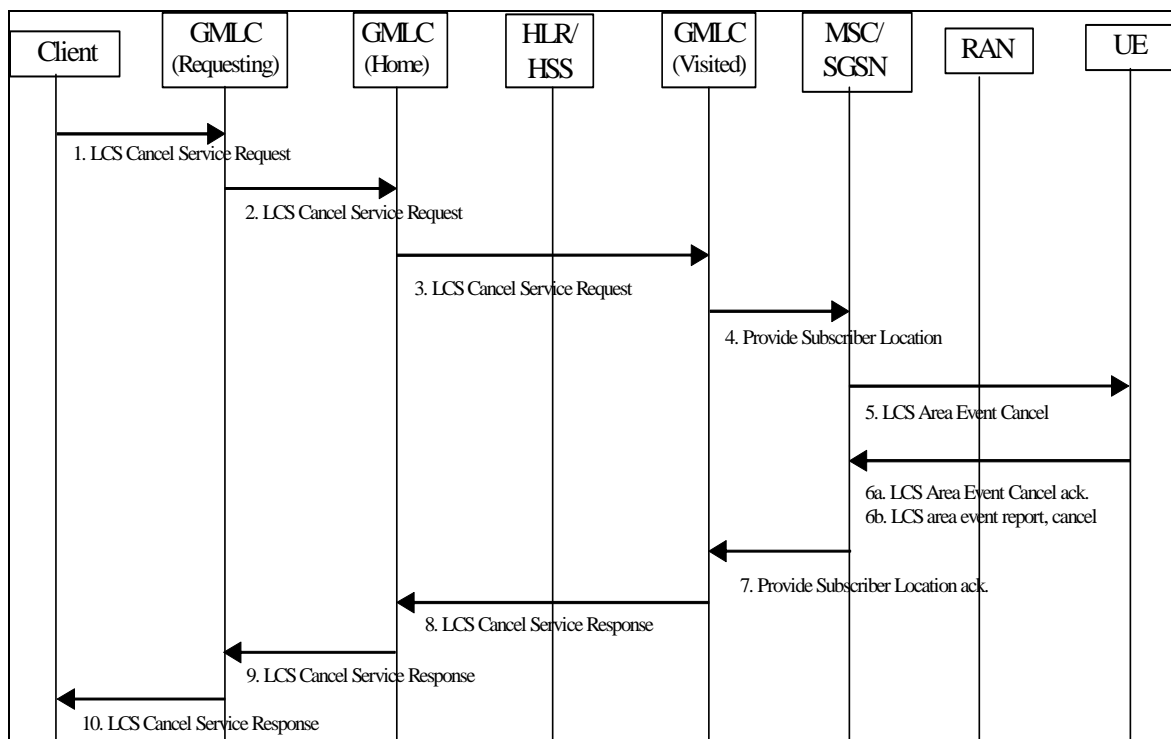 Client
GMLC
(Requesting)
GMLC
(Home)
HLR/
HSS
GMLC
(Visited)
MSC/
SGSN
RAN
UE
1. LCS Cancel Service Request
2. LCS Cancel Service Request
3. LCS Cancel Service Request
4. Provide Subscriber Location
5. LCS Area Event Cancel
6a. LCS Area Event Cancel ack.
6b. LCS area event report, cancel
7. Provide Subscriber Location ack.
8. LCS Cancel Service Response
9. LCS Cancel Service Response
10. LCS Cancel Service Response